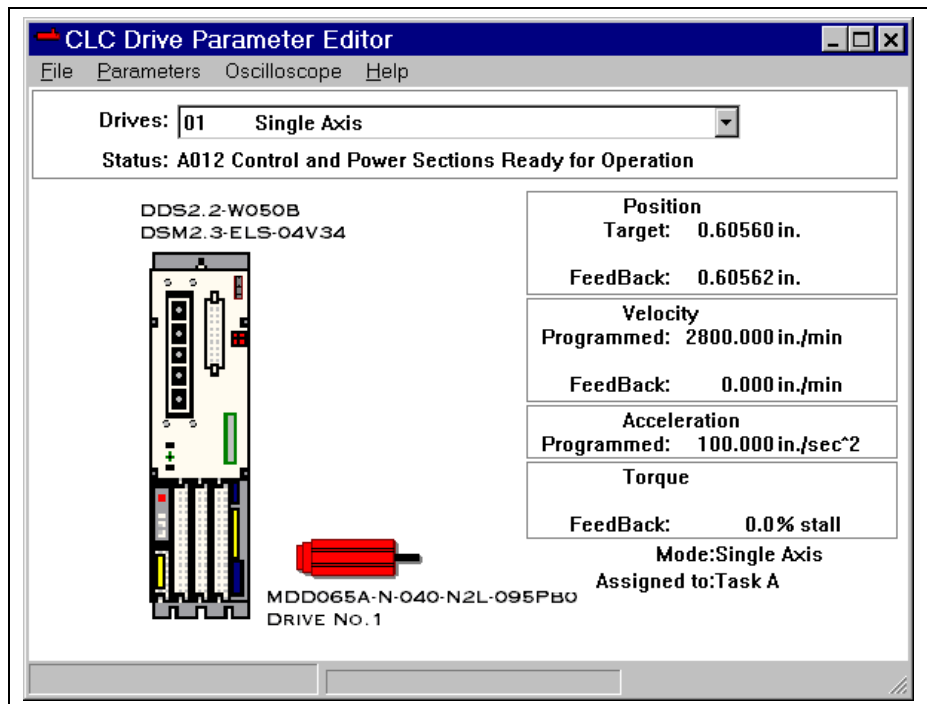 CLC Drive Parameter Editor
File Parameters Oscilloscope Help
Drives: 01 Single Axis
Status: A012 Control and Power Sections Ready for Operation
DDS2.2-W050B
DSM2.3-ELS-04V34
MDD065A-N-040-N2L-095PB0
DRIVE NO.1
Position
Target: 0.60560 in.
FeedBack: 0.60562 in.
Velocity
Programmed: 2800.000 in./min
FeedBack: 0.000 in./min
Acceleration
Programmed: 100.000 in./sec^2
Torque
FeedBack: 0.0% stall
Mode:Single Axis
Assigned to:Task A